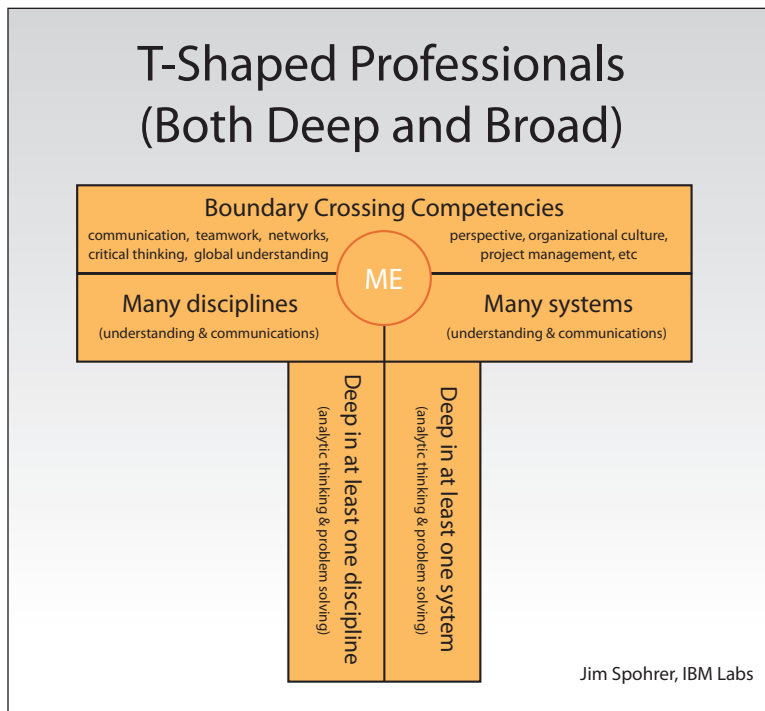 T-Shaped Professionals
(Both Deep and Broad)
Boundary Crossing Competencies
communication, teamwork, networks,
critical thinking, global understanding
perspective, organizational culture,
project management, etc
ME
Many disciplines
(understanding & communications)
Many systems
(understanding & communications)
Deep in at least one discipline
(analytic thinking & problem solving)
Deep in at least one system
(analytic thinking & problem solving)
Jim Spohrer, IBM Labs